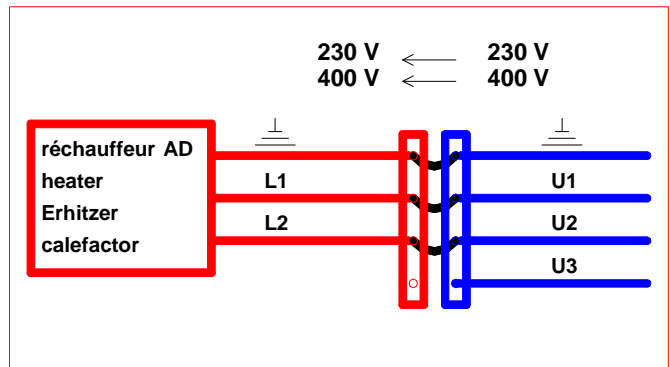 230 V 230 V
400 V 400 V
réchauffeur AD
heater
Erhitzer
calefactor
L1 U1
L2 U2
U3